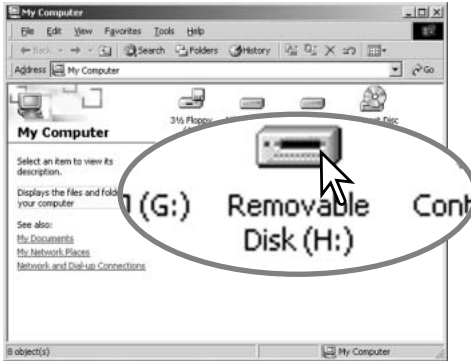 My Computer
File Edit View Favorites Tools Help
Back Search Folders History
Address My Computer Go
3½ Floppy Disc
My Computer
Select an item to view its
description.
Displays the files and
your computer
See also:
My Documents
My Network Places
Network and Dial-up Connections
(G:) Removable Cont
Disk (H:)
8 object(s) My Computer